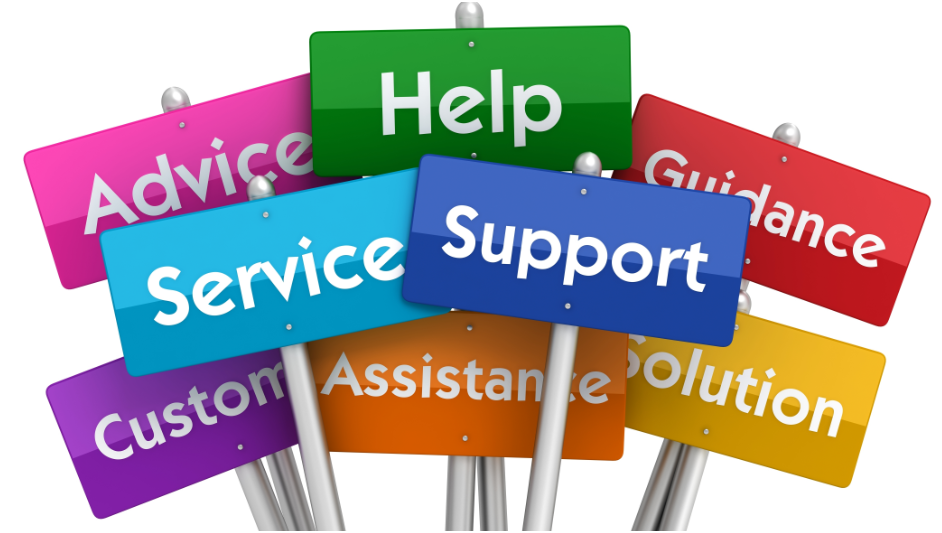 Help
Advice
Guidance
Service
Support
Custom
Assistance
Solution